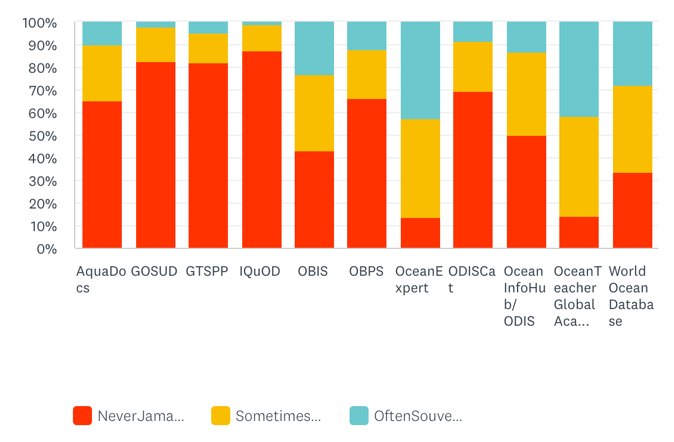 100%
90%
80%
70%
60%
50%
40%
30%
20%
10%
0%
AquaDo
cs
GOSUD
GTSPP
IQuOD
OBIS
OBPS
OceanE
xpert
ODISCa
t
Ocean
InfoHu
b/
ODIS
OceanT
eacher
Global
Aca...
World
Ocean
Databa
se
NeverJama... Sometimes... OftenSouve...